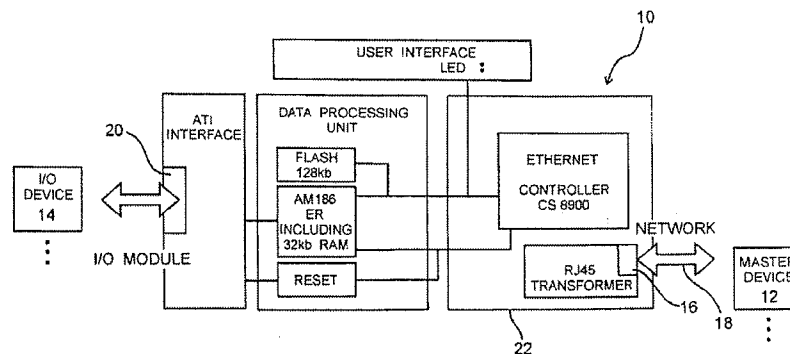 10
USER INTERFACE
LED :
ATI
INTERFACE
20
DATA PROCESSING
UNIT
FLASH
128kb
AM186
ER
INCLUDING
32kb RAM
RESET
I/O
DEVICE
14
I/O MODULE
ETHERNET
CONTROLLER
CS 8900
NETWORK
RJ45
TRANSFORMER
MASTER
DEVICE
12
16
18
22